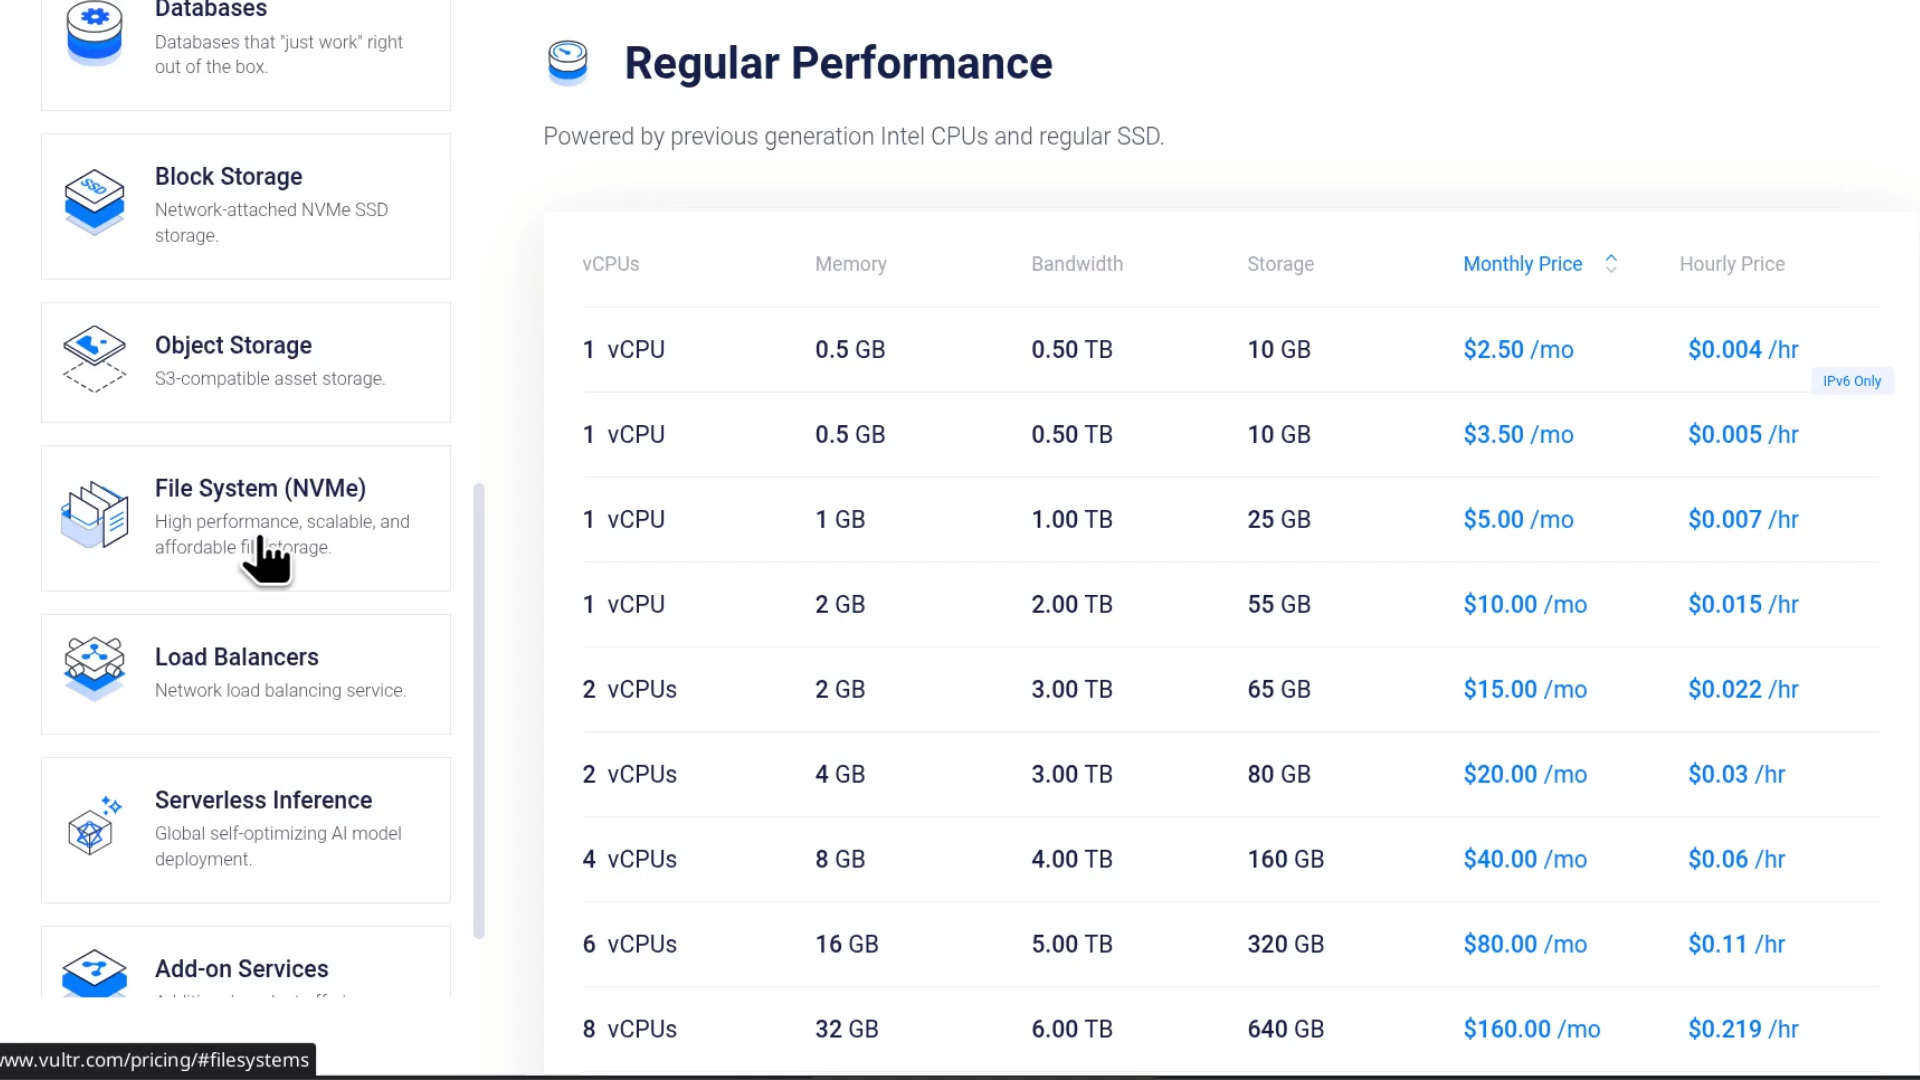 Databases
Databases that "just work" right
out of the box.
Block Storage
Network-attached NVMe SSD
storage.
SSD
Object Storage
S3-compatible asset storage.
File System (NVMe)
High performance, scalable, and
affordable fil storage.
Load Balancers
Network load balancing service.
Serverless Inference
Global self-optimizing AI model
deployment.
Add-on Services
www.vultr.com/pricing/#filesystems
Regular Performance
Powered by previous generation Intel CPUs and regular SSD.
vCPUs Memory Bandwidth Storage Monthly Price Hourly Price
1 vCPU 0.5 GB 0.50 TB 10 GB $2.50 /mo $0.004 /hr
IPv6 Only
1 vCPU 0.5 GB 0.50 TB 10 GB $3.50 /mo $0.005 /hr
1 vCPU 1 GB 1.00 TB 25 GB $5.00 /mo $0.007 /hr
1 vCPU 2 GB 2.00 TB 55 GB $10.00 /mo $0.015 /hr
2 vCPUs 2 GB 3.00 TB 65 GB $15.00 /mo $0.022 /hr
2 vCPUs 4 GB 3.00 TB 80 GB $20.00 /mo $0.03 /hr
4 vCPUs 8 GB 4.00 TB 160 GB $40.00 /mo $0.06 /hr
6 vCPUs 16 GB 5.00 TB 320 GB $80.00 /mo $0.11 /hr
8 vCPUs 32 GB 6.00 TB 640 GB $160.00 /mo $0.219 /hr